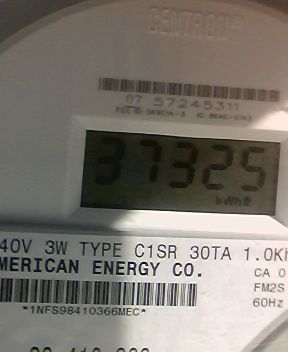 CENTRON®
07 57245311
37325
kWh
40V 3W TYPE C1SR 30TA 1.0Kh
MERICAN ENERGY CO.
CA 0
FM2S
60Hz
*1NFS98410366MEC*